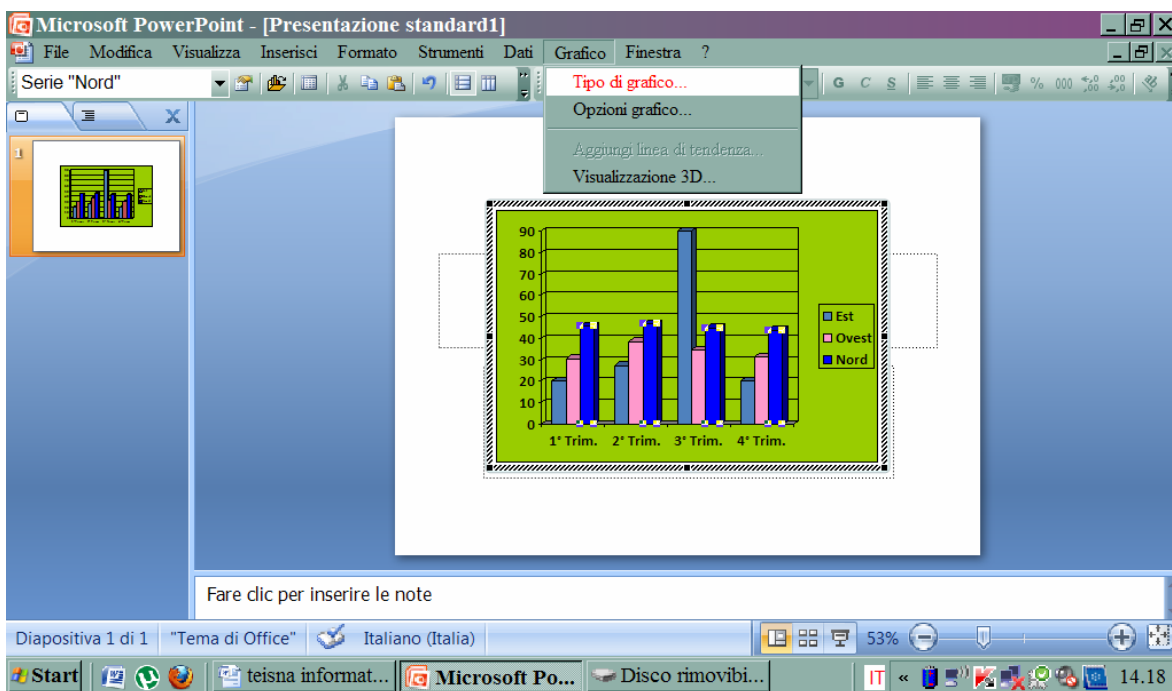 Microsoft PowerPoint - [Presentazione standard1]
File Modifica Visualizza Inserisci Formato Strumenti Dati Grafico Finestra ?
Serie "Nord"
G C S % 000
Tipo di grafico...
Opzioni grafico...
Aggiungi linea di tendenza...
Visualizzazione 3D...
1
90
80
70
60
50
40
30
20
10
0
1° Trim. 2° Trim. 3° Trim. 4° Trim.
Est
Ovest
Nord
Fare clic per inserire le note
Diapositiva 1 di 1 "Tema di Office" Italiano (Italia) 53%
Start teisna informat... Microsoft Po... Disco rimovibi... IT « 14.18